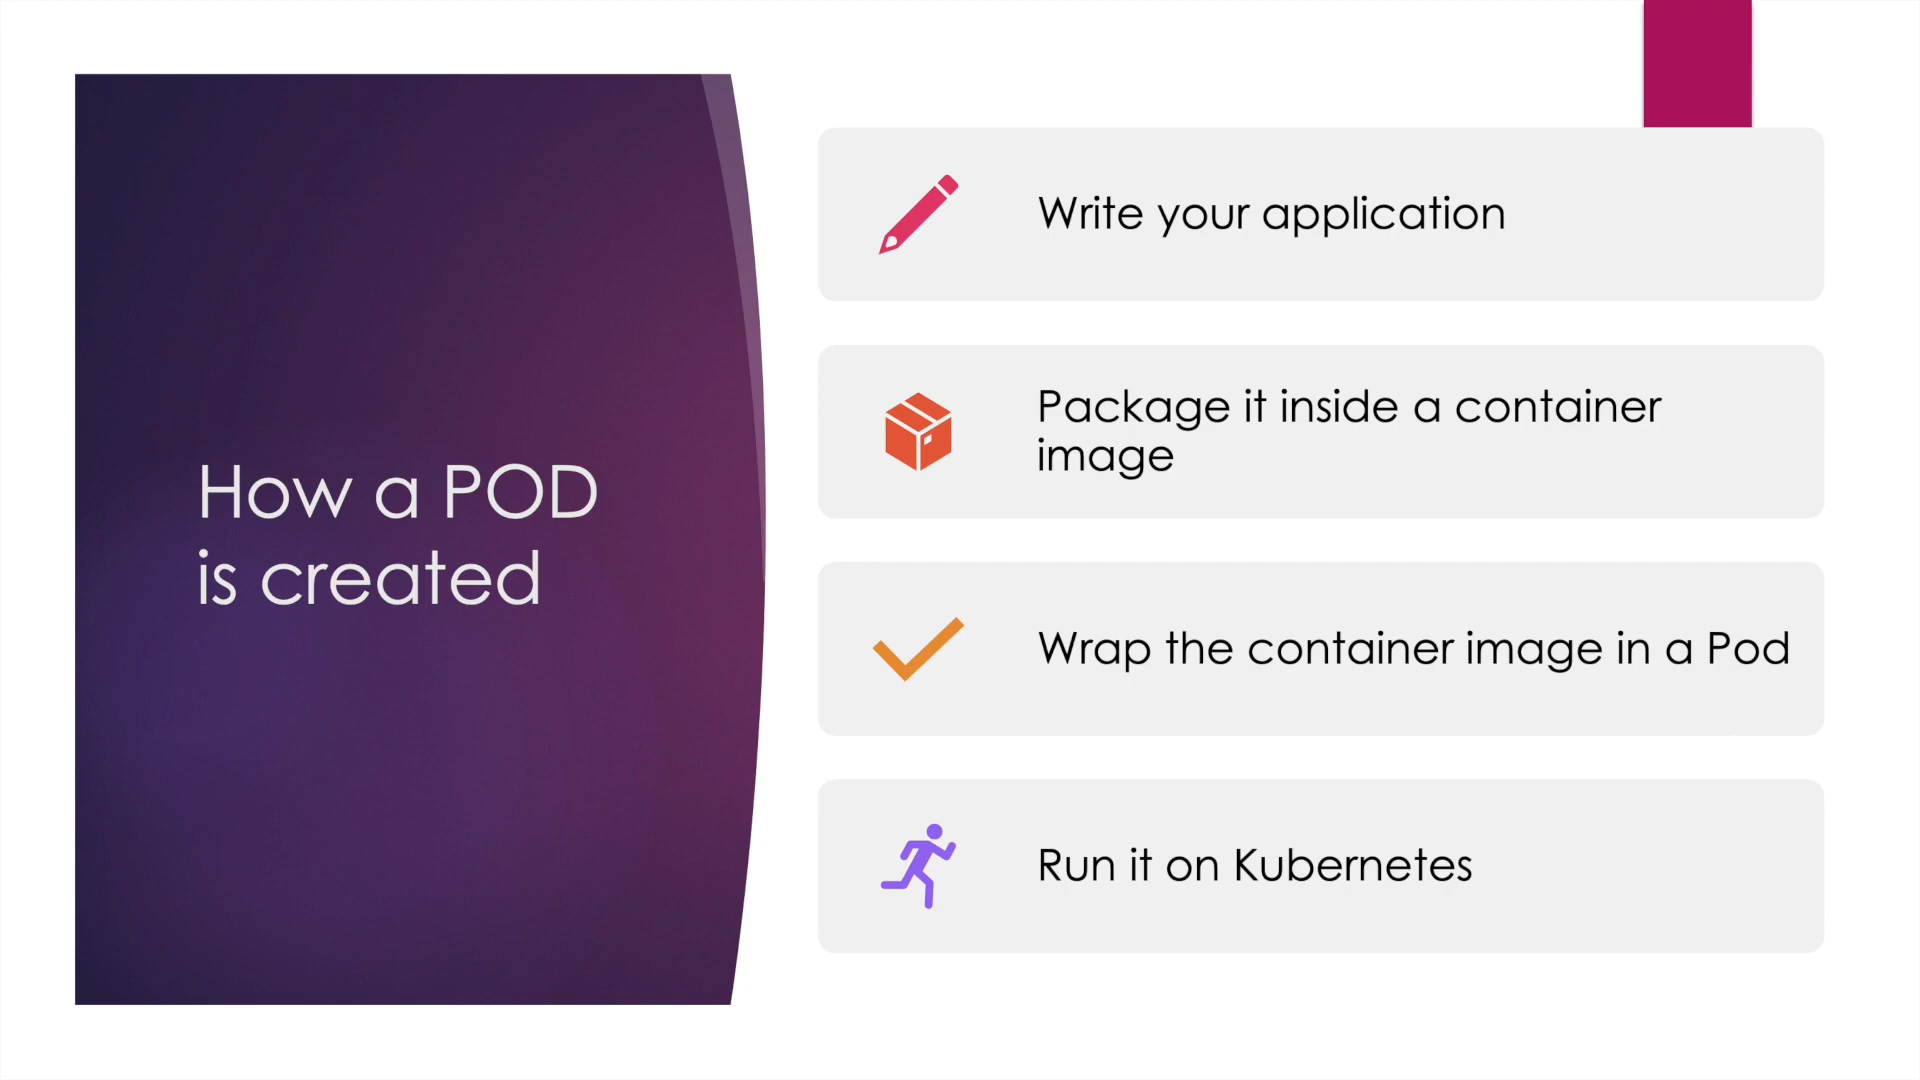 How a POD
is created
Write your application
Package it inside a container
image
Wrap the container image in a Pod
Run it on Kubernetes